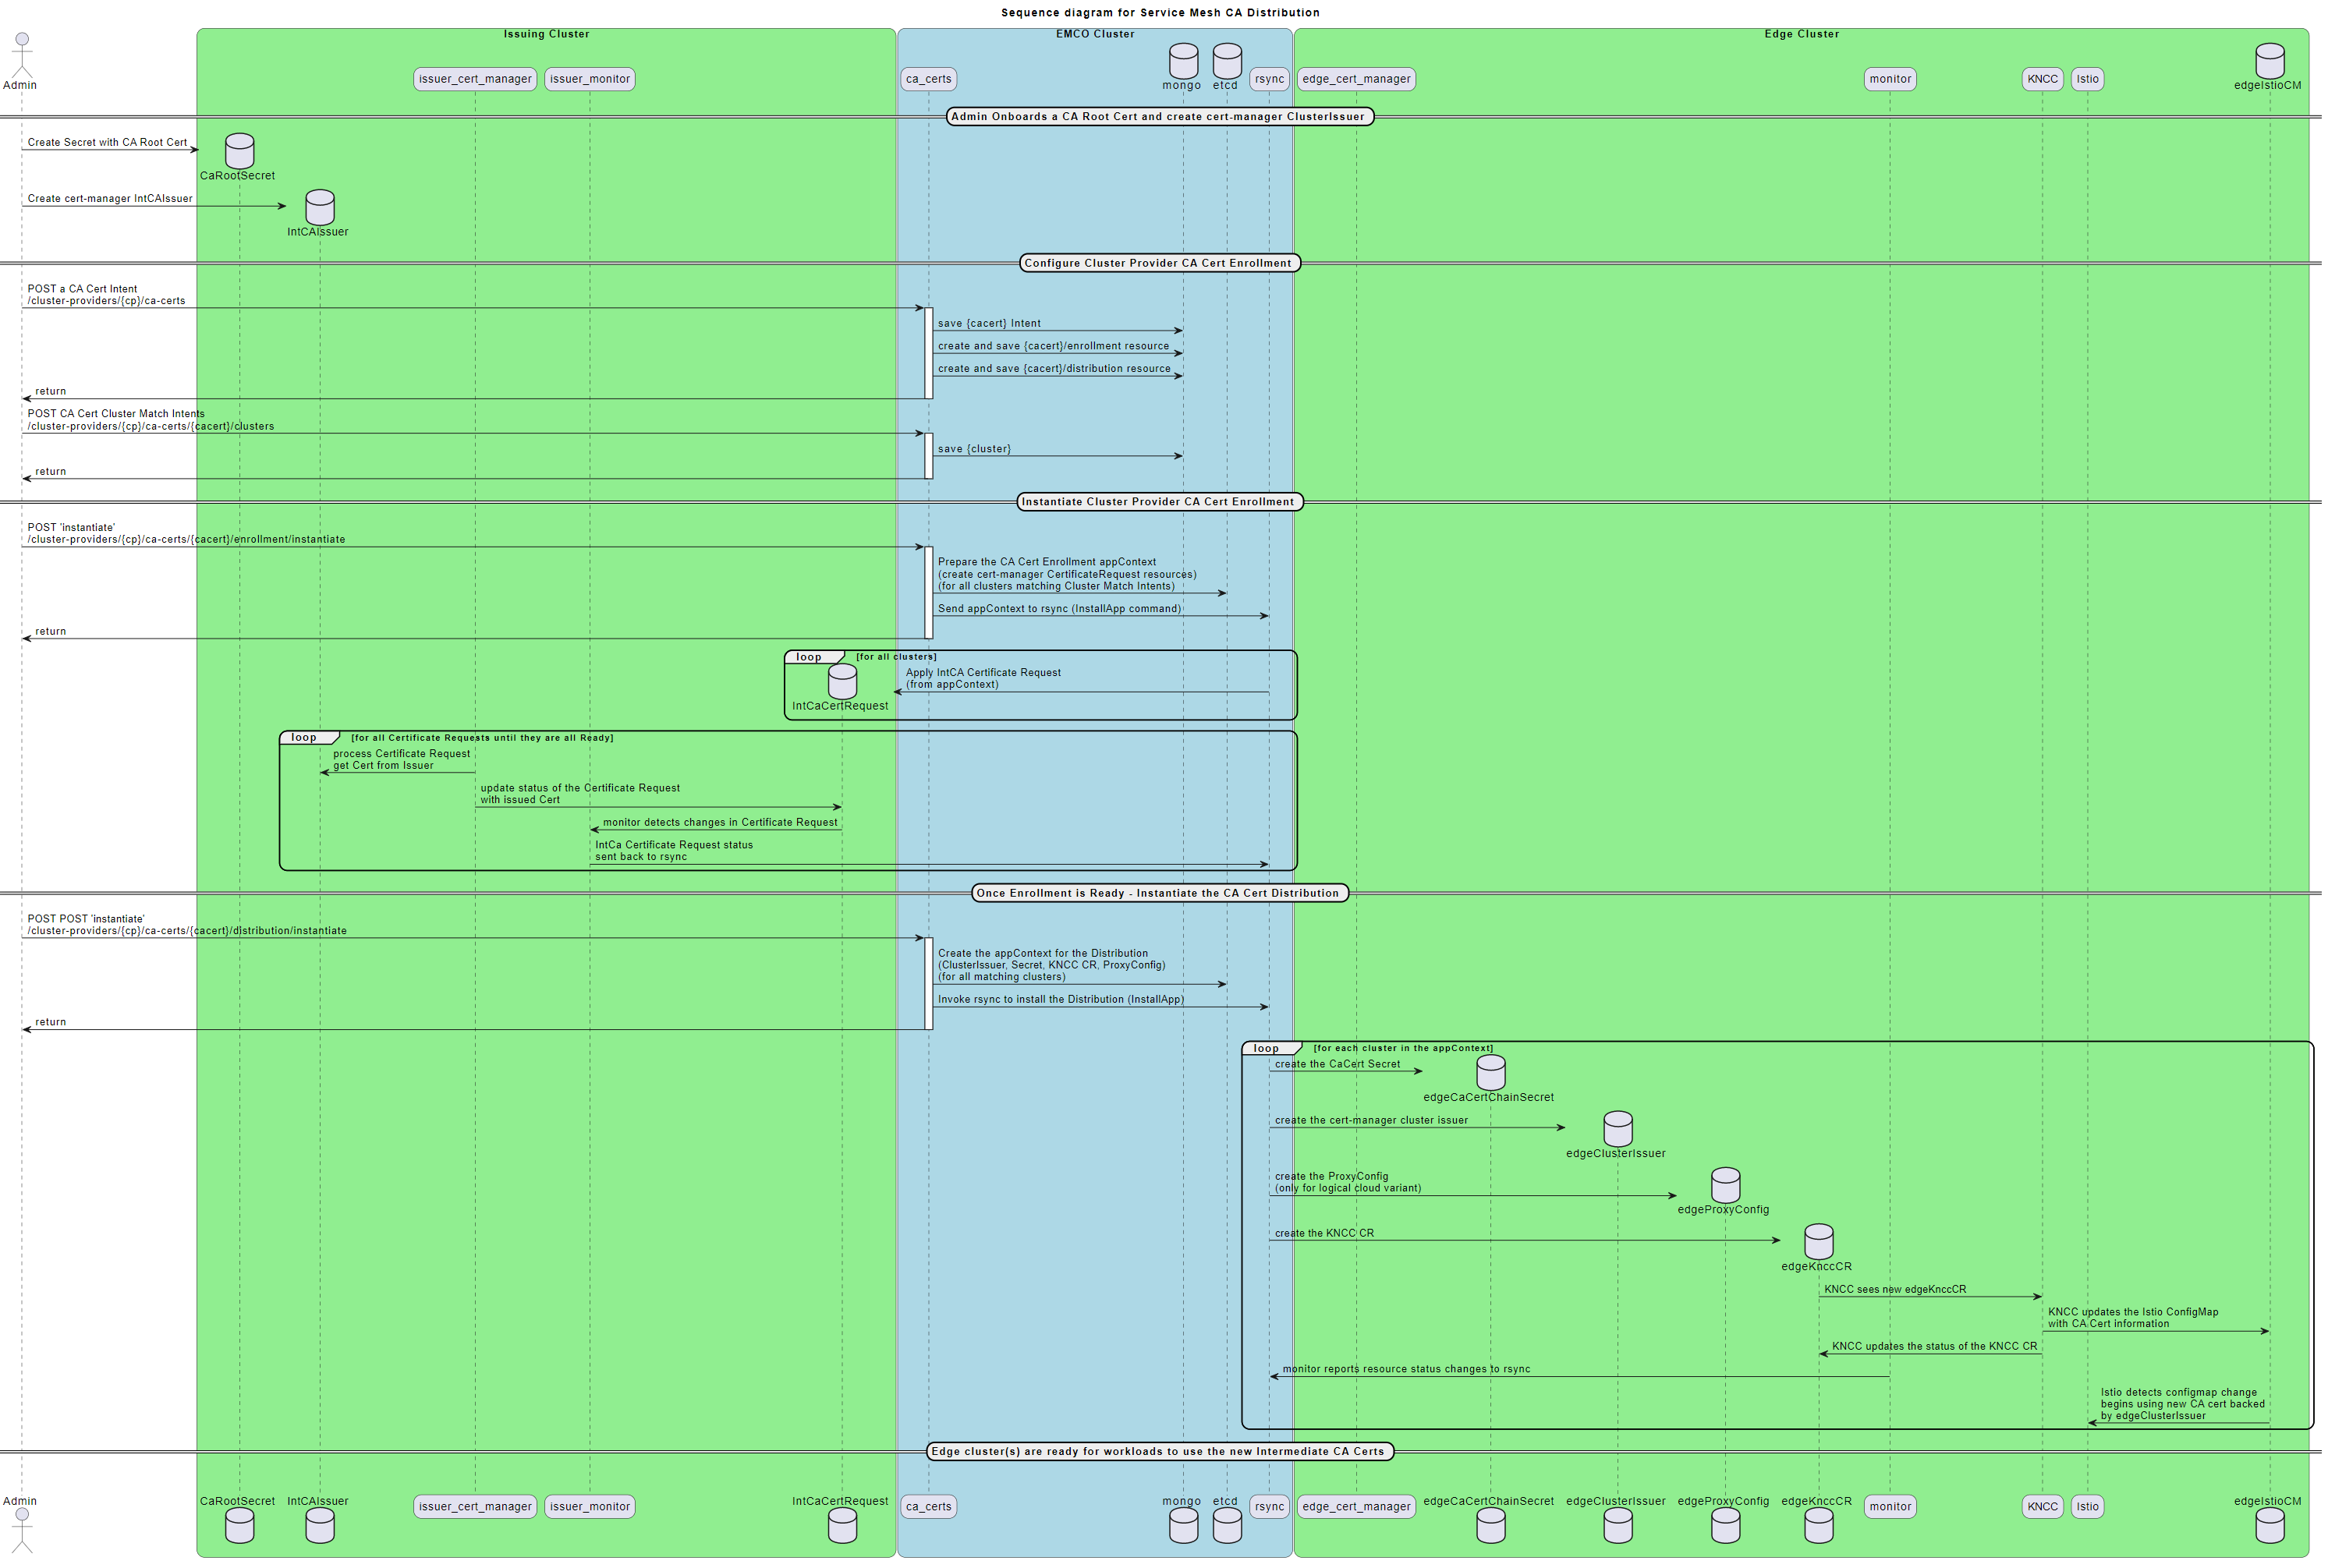 Sequence diagram for Service Mesh CA Distribution
Issuing Cluster
EMCO Cluster
Edge Cluster
Admin
issuer_cert_manager
issuer_monitor
ca_certs
mongo
etcd
rsync
edge_cert_manager
monitor
KNCC
Istio
edgeIstioCM
Admin Onboards a CA Root Cert and create cert-manager ClusterIssuer
Create Secret with CA Root Cert
CaRootSecret
Create cert-manager IntCAIssuer
IntCAIssuer
Configure Cluster Provider CA Cert Enrollment
POST a CA Cert Intent
/cluster-providers/{cp}/ca-certs
save {cacert} Intent
create and save {cacert}/enrollment resource
create and save {cacert}/distribution resource
return
POST CA Cert Cluster Match Intents
/cluster-providers/{cp}/ca-certs/{cacert}/clusters
save {cluster}
return
Instantiate Cluster Provider CA Cert Enrollment
POST 'instantiate'
/cluster-providers/{cp}/ca-certs/{cacert}/enrollment/instantiate
Prepare the CA Cert Enrollment appContext
(create cert-manager CertificateRequest resources)
(for all clusters matching Cluster Match Intents)
Send appContext to rsync (InstallApp command)
return
loop
[for all clusters]
Apply IntCA Certificate Request
(from appContext)
IntCaCertRequest
loop
[for all Certificate Requests until they are all Ready]
process Certificate Request
get Cert from Issuer
update status of the Certificate Request
with issued Cert
monitor detects changes in Certificate Request
IntCa Certificate Request status
sent back to rsync
Once Enrollment is Ready - Instantiate the CA Cert Distribution
POST POST 'instantiate'
/cluster-providers/{cp}/ca-certs/{cacert}/distribution/instantiate
Create the appContext for the Distribution
(ClusterIssuer, Secret, KNCC CR, ProxyConfig)
(for all matching clusters)
Invoke rsync to install the Distribution (InstallApp)
return
loop
[for each cluster in the appContext]
create the CaCert Secret
edgeCaCertChainSecret
create the cert-manager cluster issuer
edgeClusterIssuer
create the ProxyConfig
(only for logical cloud variant)
edgeProxyConfig
create the KNCC CR
edgeKnccCR
KNCC sees new edgeKnccCR
KNCC updates the Istio ConfigMap
with CA Cert information
KNCC updates the status of the KNCC CR
monitor reports resource status changes to rsync
Istio detects configmap change
begins using new CA cert backed
by edgeClusterIssuer
Edge cluster(s) are ready for workloads to use the new Intermediate CA Certs
Admin
CaRootSecret
IntCAIssuer
issuer_cert_manager
issuer_monitor
IntCaCertRequest
ca_certs
mongo
etcd
rsync
edge_cert_manager
edgeCaCertChainSecret
edgeClusterIssuer
edgeProxyConfig
edgeKnccCR
monitor
KNCC
Istio
edgeIstioCM